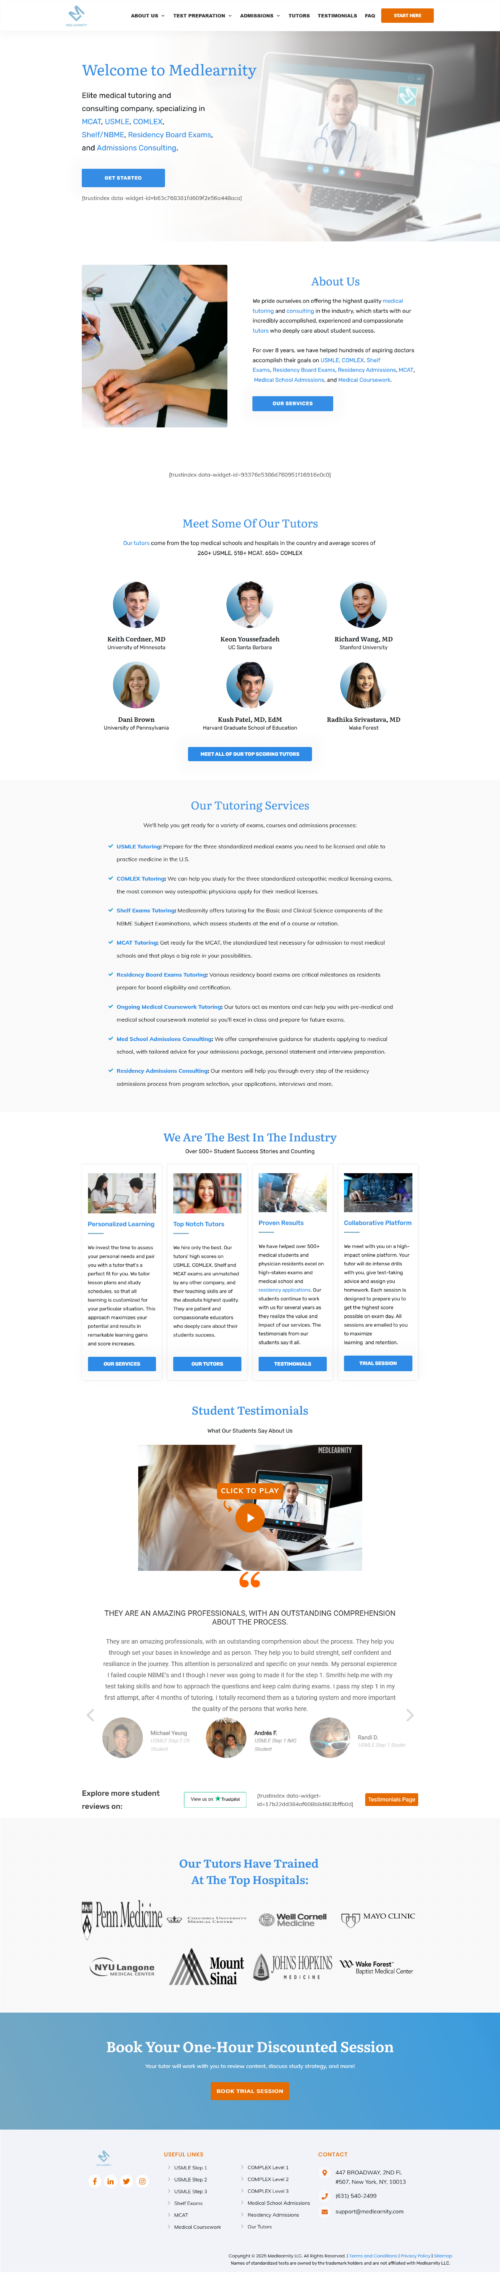 MEDLEARNITY
ABOUT US
TEST PREPARATION
ADMISSIONS
TUTORS
TESTIMONIALS
FAQ
START HERE
Welcome to Medlearnity
Elite medical tutoring and
consulting company, specializing in
MCAT, USMLE, COMLEX,
Shelf/NBME, Residency Board Exams,
and Admissions Consulting.
GET STARTED
About Us
We pride ourselves on offering the highest quality medical
tutoring and consulting in the industry, which starts with our
incredibly accomplished, experienced and compassionate
tutors who deeply care about student success.
For over 8 years, we have helped hundreds of aspiring doctors
accomplish their goals on USMLE, COMLEX, Shelf
Exams, Residency Board Exams, Residency Admissions, MCAT,
Medical School Admissions, and Medical Coursework.
OUR SERVICES
Meet Some Of Our Tutors
Our tutors come from the top medical schools and hospitals in the country and average scores of
260+ USMLE, 518+ MCAT, 650+ COMLEX
Keith Cordner, MD
University of Minnesota
Keon Youssefzadeh
UC Santa Barbara
Richard Wang, MD
Stanford University
Dani Brown
University of Pennsylvania
Kush Patel, MD, EdM
Harvard Graduate School of Education
Radhika Srivastava, MD
Wake Forest
MEET ALL OF OUR TOP SCORING TUTORS
Our Tutoring Services
We'll help you get ready for a variety of exams, courses and admissions processes:
USMLE Tutoring: Prepare for the three standardized medical exams you need to be licensed and able to
practice medicine in the U.S.
COMLEX Tutoring: We can help you study for the three standardized osteopathic medical licensing exams,
the most common way osteopathic physicians apply for their medical licenses.
Shelf Exams Tutoring: Medlearnity offers tutoring for the Basic and Clinical Science components of the
NBME Subject Examinations, which assess students at the end of a course or rotation.
MCAT Tutoring: Get ready for the MCAT, the standardized test necessary for admission to most medical
schools and that plays a big role in your possibilities.
Residency Board Exams Tutoring: Various residency board exams are critical milestones as residents
prepare for board eligibility and certification.
Ongoing Medical Coursework Tutoring: Our tutors act as mentors and can help you with pre-medical and
medical school coursework material so you'll excel in class and prepare for future exams.
Med School Admissions Consulting: We offer comprehensive guidance for students applying to medical
school, with tailored advice for your admissions package, personal statement and interview preparation.
Residency Admissions Consulting: Our mentors will help you through every step of the residency
admissions process from program selection, your applications, interviews and more.
We Are The Best In The Industry
Over 500+ Student Success Stories and Counting
Personalized Learning
We invest the time to assess
your personal needs and pair
you with a tutor that's a
perfect fit for you. We tailor
lesson plans and study
schedules, so that all
learning is customized for
your particular situation. This
approach maximizes your
potential and results in
remarkable learning gains
and score increases.
OUR SERVICES
Top Notch Tutors
We hire only the best. Our
tutors' high scores on
USMLE, COMLEX, Shelf and
MCAT exams are unmatched
by any other company, and
their teaching skills are of
the absolute highest quality.
They are patient and
compassionate educators
who deeply care about their
students success.
OUR TUTORS
Proven Results
We have helped over 500+
medical students and
physician residents excel on
high-stakes exams and
medical school and
residency applications. Our
students continue to work
with us for several years as
they realize the value and
impact of our services. The
testimonials from our
students say it all.
TESTIMONIALS
Collaborative Platform
We meet with you on a high-
impact online platform. Your
tutor will do intense drills
with you, give test-taking
advice and assign you
homework. Each session is
designed to prepare you to
get the highest score
possible on exam day. All
sessions are emailed to you
to maximize
learning and retention.
TRIAL SESSION
Student Testimonials
What Our Students Say About Us
MEDLEARNITY
CLICK TO PLAY
THEY ARE AN AMAZING PROFESSIONALS, WITH AN OUTSTANDING COMPREHENSION
ABOUT THE PROCESS.
They are an amazing professionals, with an outstanding comprhension about the process. They help you
through set your bases in knowledge and as person. They help you to build strenght, self confident and
resiliance in the journey. This attention is personalized and specific on your needs. My personal expierence
I failed couple NBME's and I though I never was going to made it for the step 1. Smrithi help me with my
test taking skills and how to approach the questions and keep calm during exams. I pass my step 1 in my
first attempt, after 4 months of tutoring. I totally recomend them as a tutoring system and more important
the quality of the persons that works here.
Michael Yeung
USMLE Step 2 CK
Student
Andrés F.
USMLE Step 1 IMG
Student
Randi D.
USMLE Step 1 Student
Explore more student
reviews on:
View us on Trustpilot
Testimonials Page
Our Tutors Have Trained
At The Top Hospitals:
Penn Medicine
COLUMBIA UNIVERSITY
MEDICAL CENTER
Weill Cornell
Medicine
MAYO CLINIC
NYU Langone
MEDICAL CENTER
Mount
Sinai
JOHNS HOPKINS
MEDICINE
Wake Forest
Baptist Medical Center
Book Your One-Hour Discounted Session
Your tutor will work with you to review content, discuss study strategy, and more!
BOOK TRIAL SESSION
USEFUL LINKS
USMLE Step 1
USMLE Step 2
USMLE Step 3
Shelf Exams
MCAT
Medical Coursework
COMPLEX Level 1
COMPLEX Level 2
COMPLEX Level 3
Medical School Admissions
Residency Admissions
Our Tutors
CONTACT
447 BROADWAY, 2ND FL
#507, New York, NY, 10013
(631) 540-2499
support@medlearnity.com
Copyright © 2025 Medlearnity LLC. All Rights Reserved. | Terms and Conditions | Privacy Policy | Sitemap
Names of standardized tests are owned by the trademark holders and are not affiliated with Medlearnity LLC.